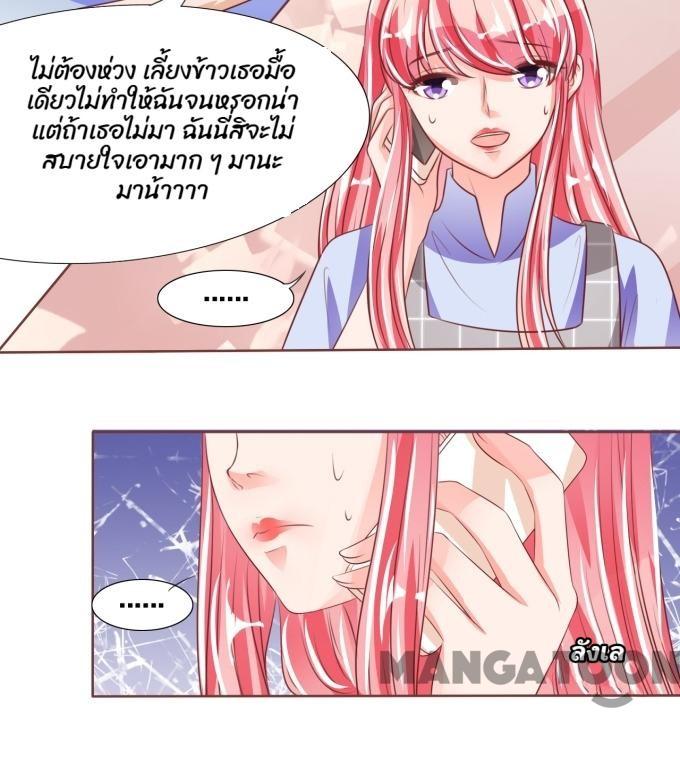 ไม่ต้องห่วง เลี้ยงข้าวเธอมื้อ
เดียวไม่ทำให้ฉันจนหรอกน่า
แต่ถ้าเธอไม่มา ฉันนี่สิจะไม่
สบายใจเอามาก ๆ มานะ
มาน้าาาา
......
......
ลังเล
MANGATOON